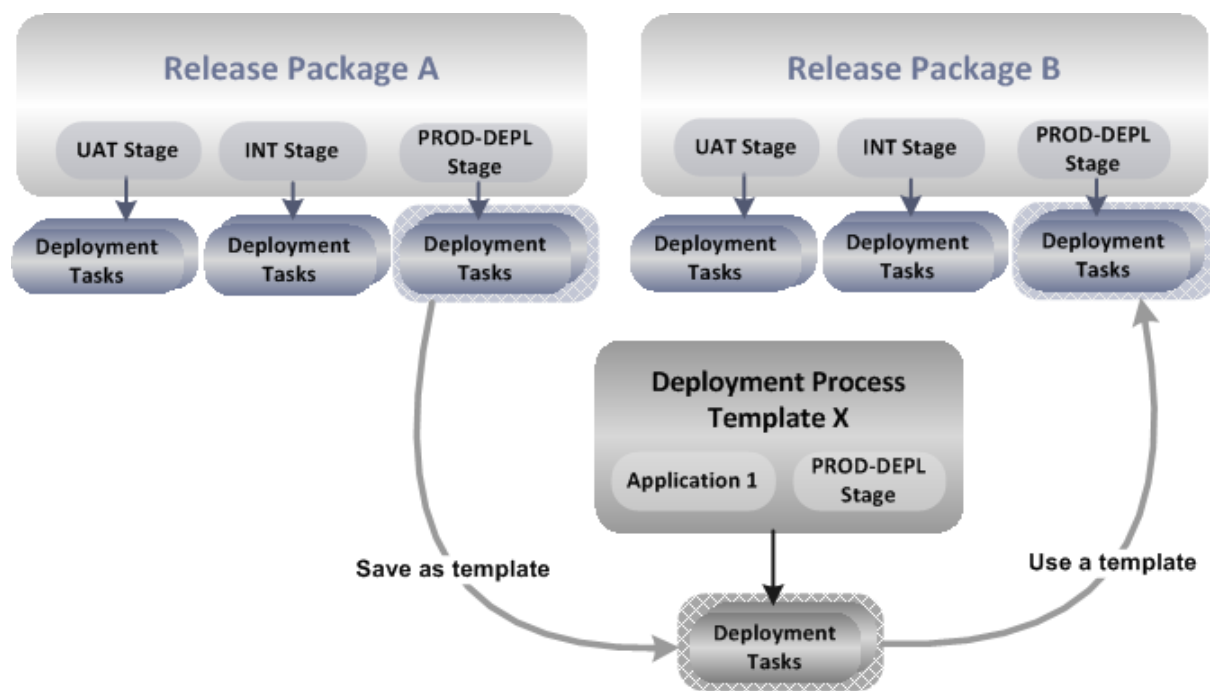 Release Package A
UAT Stage
INT Stage
PROD-DEPL
Stage
Deployment
Tasks
Deployment
Tasks
Deployment
Tasks
Release Package B
UAT Stage
INT Stage
PROD-DEPL
Stage
Deployment
Tasks
Deployment
Tasks
Deployment
Tasks
Deployment Process
Template X
Application 1
PROD-DEPL
Stage
Save as template
Use a template
Deployment
Tasks